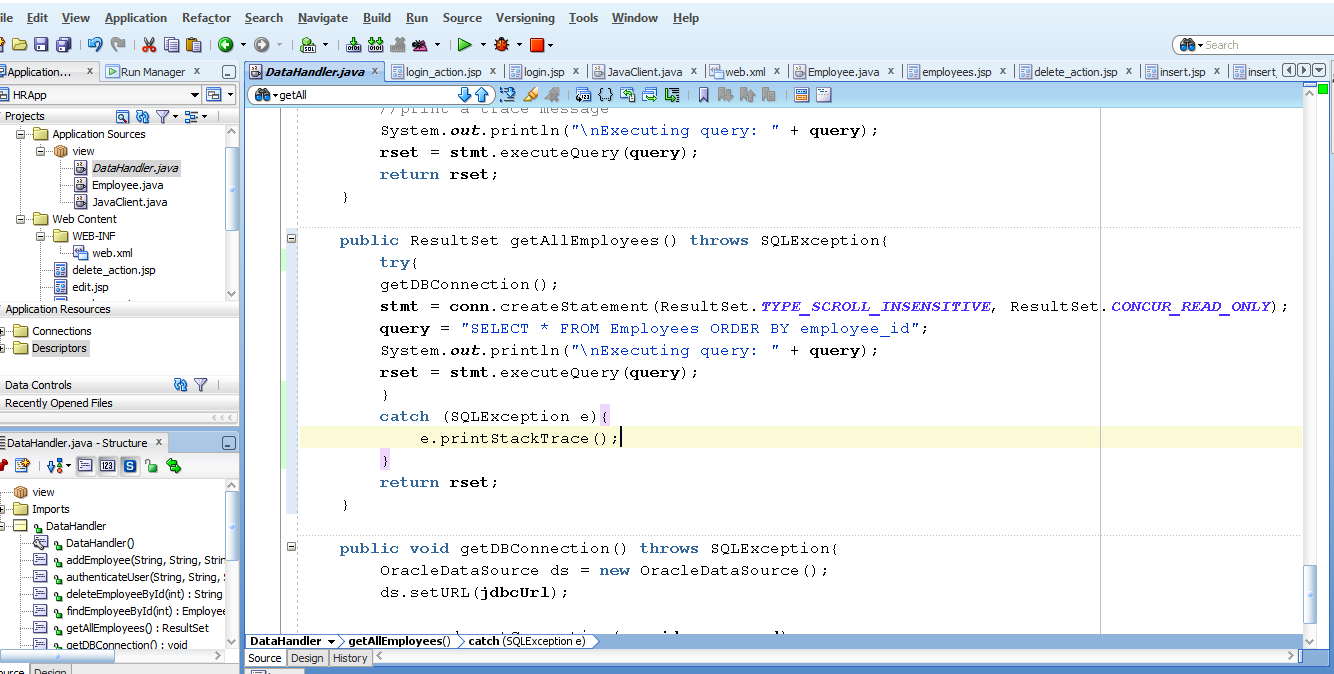 ile Edit View Application Refactor Search Navigate Build Run Source Versioning Tools Window Help
Search
Application... x Run Manager x
DataHandler.java x login_action.jsp x login.jsp x JavaClient.java x web.xml x Employee.java x employees.jsp x delete_action.jsp x insert.jsp x insert
HRApp
getAll
Projects
Application Sources
view
DataHandler.java
Employee.java
JavaClient.java
Web Content
WEB-INF
web.xml
delete_action.jsp
edit.jsp
Application Resources
Connections
Descriptors
Data Controls
Recently Opened Files
DataHandler.java - Structure x
view
Imports
DataHandler
DataHandler()
addEmployee(String, String, Strin
authenticateUser(String, String, S
deleteEmployeeById(int) : String
findEmployeeById(int) : Employee
getAllEmployees() : ResultSet
getDBConnection() : void
Source Design
//print a trace message
System.out.println("\nExecuting query: " + query);
rset = stmt.executeQuery(query);
return rset;
}
public ResultSet getAllEmployees() throws SQLException{
try{
getDBConnection();
stmt = conn.createStatement(ResultSet.TYPE_SCROLL_INSENSITIVE, ResultSet.CONCUR_READ_ONLY);
query = "SELECT * FROM Employees ORDER BY employee_id";
System.out.println("\nExecuting query: " + query);
rset = stmt.executeQuery(query);
}
catch (SQLException e){
e.printStackTrace();
}
return rset;
}
public void getDBConnection() throws SQLException{
OracleDataSource ds = new OracleDataSource();
ds.setURL(jdbcUrl);
DataHandler getAllEmployees() catch (SQLException e)
Source Design History